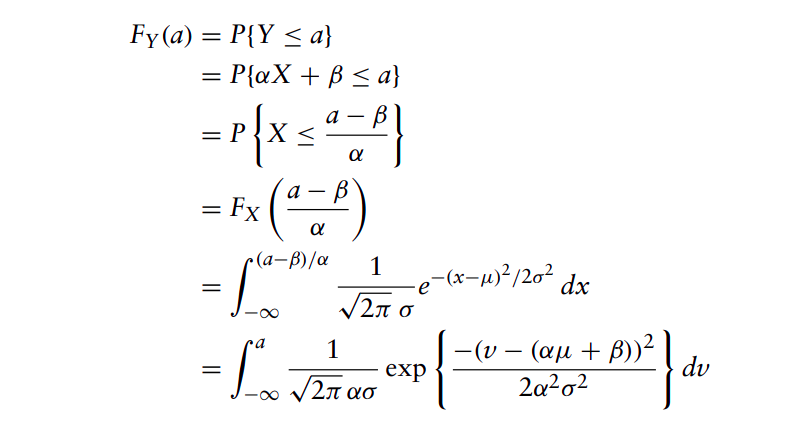 F_Y(a) = P{Y ≤ a}
= P{αX + β ≤ a}
= P{X ≤ (a − β)/α}
= F_X((a − β)/α)
= ∫_{−∞}^{(a−β)/α} 1/(√(2π) σ) e^{−(x−μ)²/2σ²} dx
= ∫_{−∞}^{a} 1/(√(2π) ασ) exp{−(v − (αμ + β))²/(2α²σ²)} dv